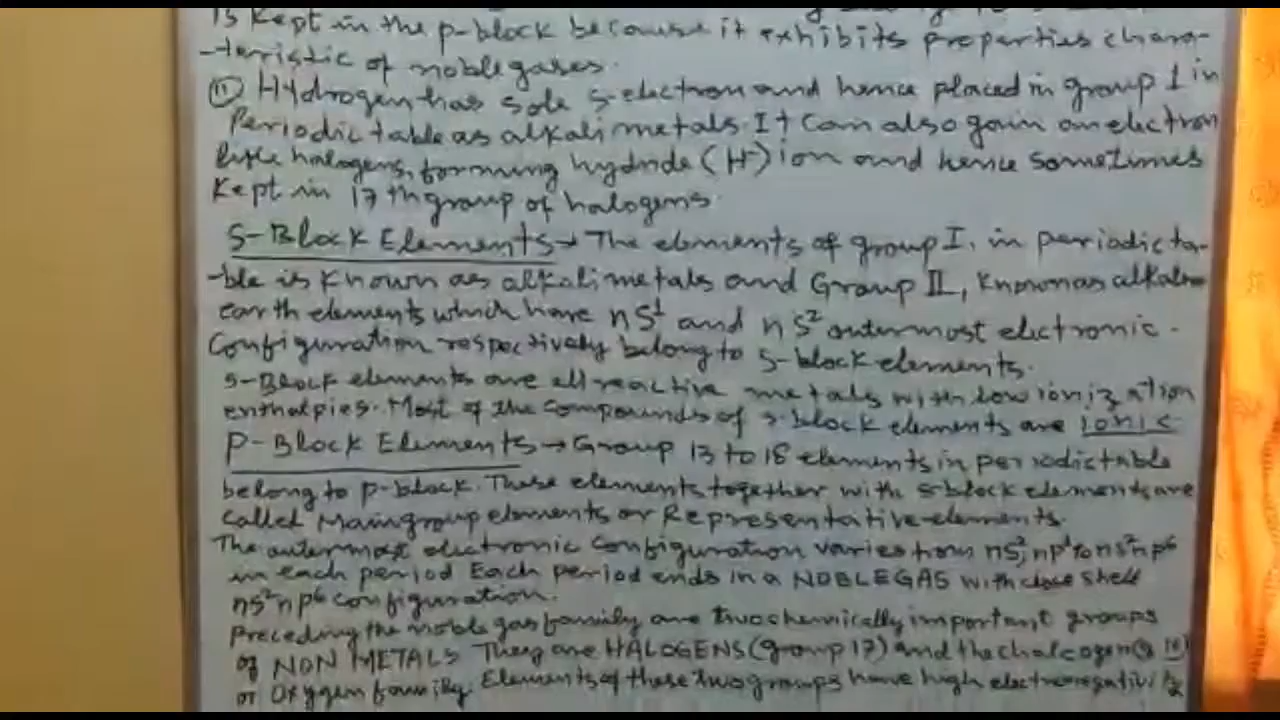 is kept in the p-block because it exhibits properties charac-
-teristic of noble gases.
(ii) Hydrogen has sole s-electron and hence placed in group 1 in
Periodic table as alkali metals. It can also gain an electron
like halogens, forming hydride (H-) ion and hence sometimes
kept in 17th group of halogens.
S-Block Elements → The elements of group I, in periodic ta-
-ble is known as alkali metals and Group II, known as alkaline
earth elements which have ns1 and ns2 outermost electronic
Configuration respectively belong to s-block elements.
S-Block elements are all reactive metals with low ionization
enthalpies. Most of the compounds of s-block elements are ionic
P-Block Elements → Group 13 to 18 elements in periodic table
belong to p-block. These elements together with s-block elements are
called Main group elements or Representative elements.
The outermost electronic configuration varies from ns2, np1 to ns2np6
in each period Each period ends in a NOBLE GAS with close shell
ns2np6 configuration.
Preceding the noble gas family are two chemically important groups
of NON METALS They are HALOGENS (group 17) and the chalcogens
or Oxygen family. Elements of these two groups have high electronegativity